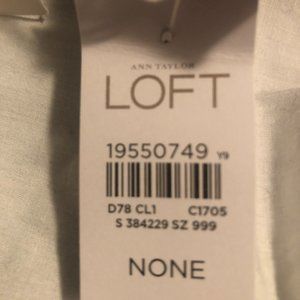 ANN TAYLOR
LOFT
19550749 Y9
D78 CL1 C1705
S 384229 SZ 999
NONE